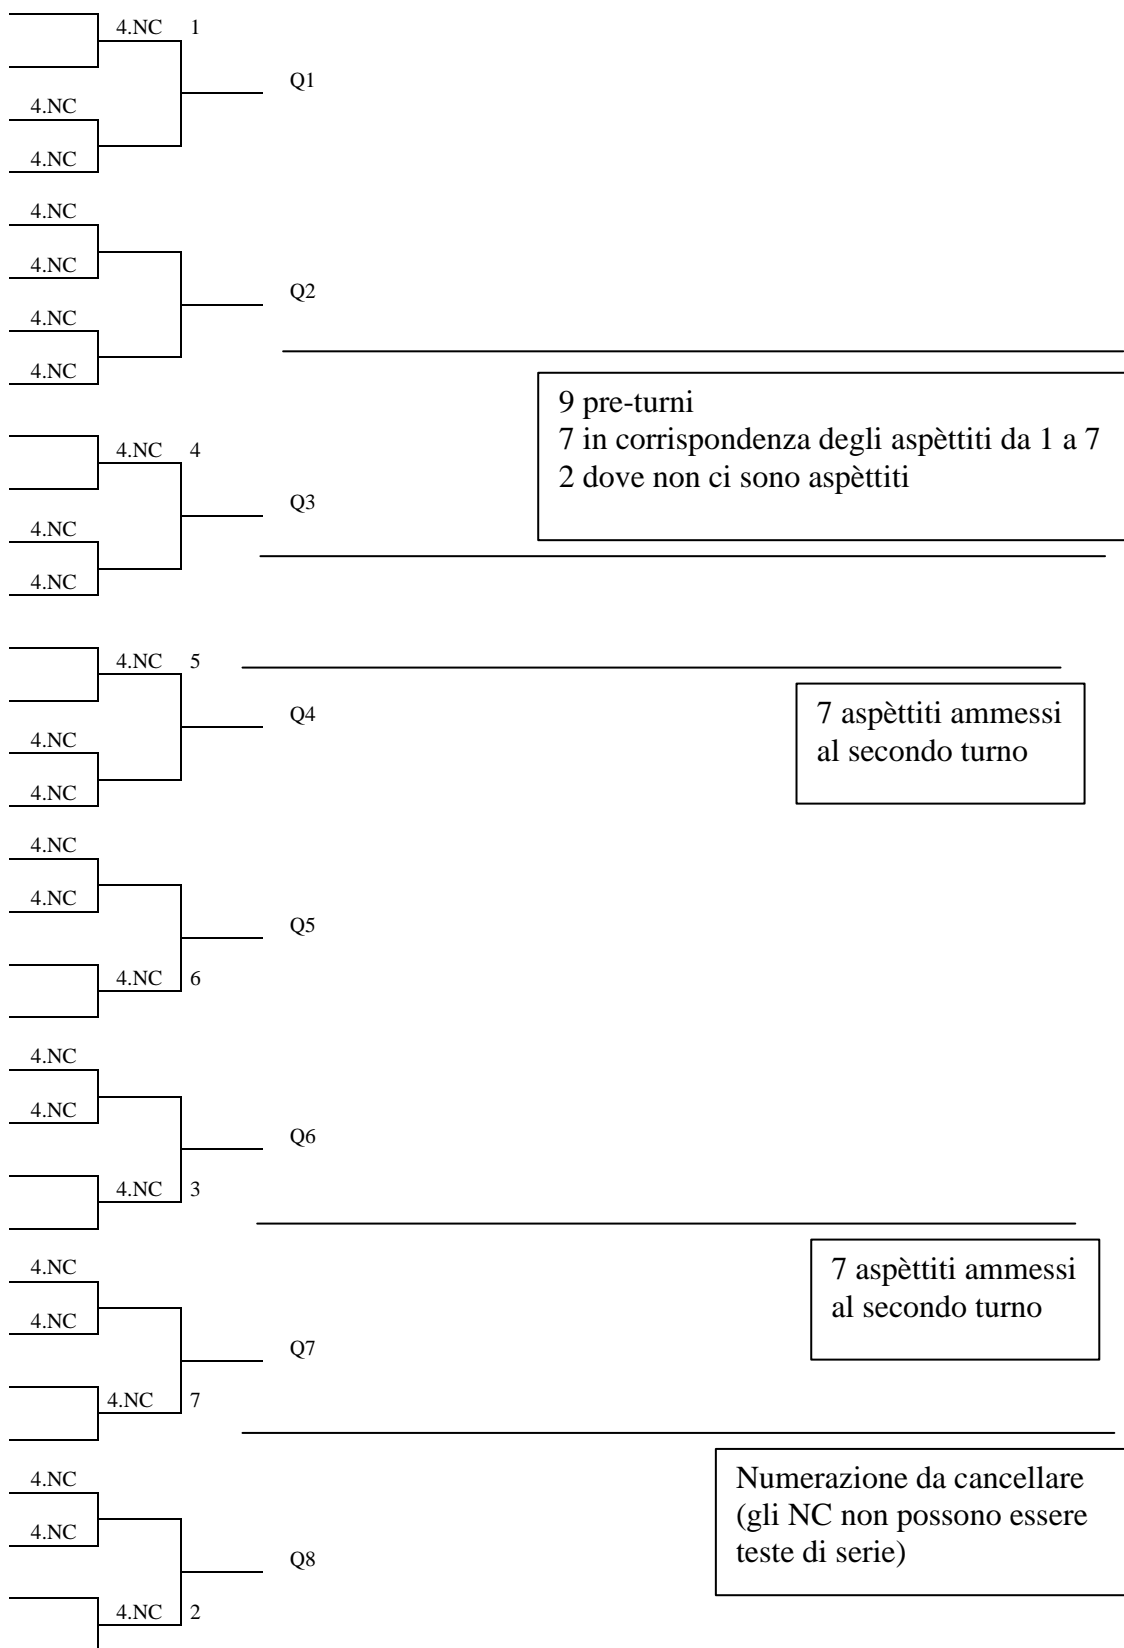 4.NC 1
Q1
4.NC
4.NC
4.NC
4.NC
Q2
4.NC
4.NC
9 pre-turni
7 in corrispondenza degli aspèttiti da 1 a 7
2 dove non ci sono aspèttiti
4.NC 4
Q3
4.NC
4.NC
4.NC 5
Q4
4.NC
4.NC
7 aspèttiti ammessi
al secondo turno
4.NC
4.NC
Q5
4.NC 6
4.NC
4.NC
Q6
4.NC 3
4.NC
4.NC
Q7
4.NC 7
7 aspèttiti ammessi
al secondo turno
4.NC
4.NC
Q8
4.NC 2
Numerazione da cancellare
(gli NC non possono essere
teste di serie)